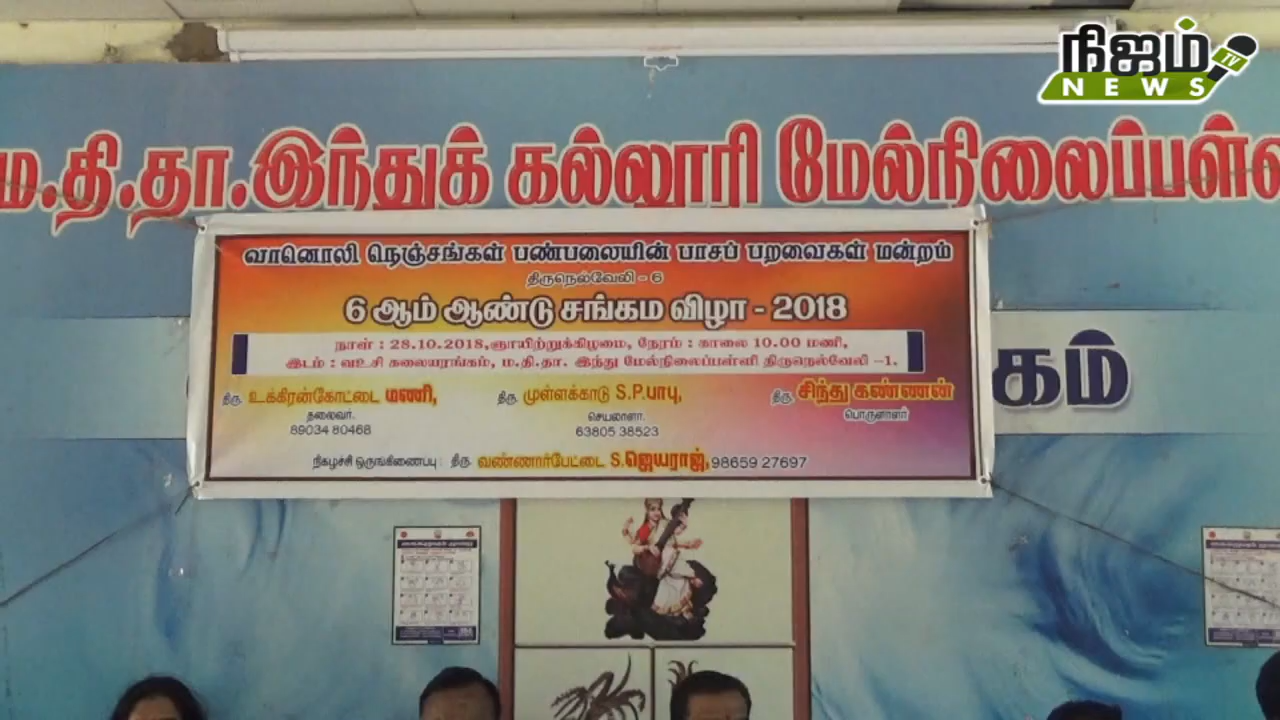 நிஜம் TV
NEWS
ம.தி.தா.இந்துக் கல்லூரி மேல்நிலைப்பள்
வானொலி நெஞ்சங்கள் பண்பலையின் பாசப் பறவைகள் மன்றம்
திருநெல்வேலி - 6
6 ஆம் ஆண்டு சங்கம விழா - 2018
நாள் : 28.10.2018,ஞாயிற்றுக்கிழமை, நேரம் : காலை 10.00 மணி,
இடம் : வஉசி கலையரங்கம், ம.தி.தா. இந்து மேல்நிலைப்பள்ளி திருநெல்வேலி -1.
கம்
திரு. உக்கிரன்கோட்டை மணி, திரு. முள்ளக்காடு S.P.பாபு, திரு. சிந்து கண்ணன்
தலைவர். செயலாளர். பொருளாளர்
89034 80468 63805 38523
நிகழ்ச்சி ஒருங்கிணைப்பு : திரு. வண்ணார்பேட்டை S.ஜெயராஜ், 98659 27697